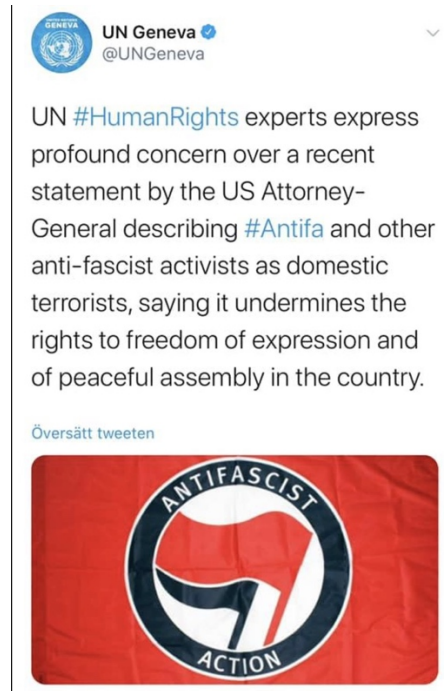 UNITED NATIONS
GENEVA
UN Geneva
@UNGeneva
UN #HumanRights experts express
profound concern over a recent
statement by the US Attorney-
General describing #Antifa and other
anti-fascist activists as domestic
terrorists, saying it undermines the
rights to freedom of expression and
of peaceful assembly in the country.
Översätt tweeten
ANTIFASCIST
ACTION